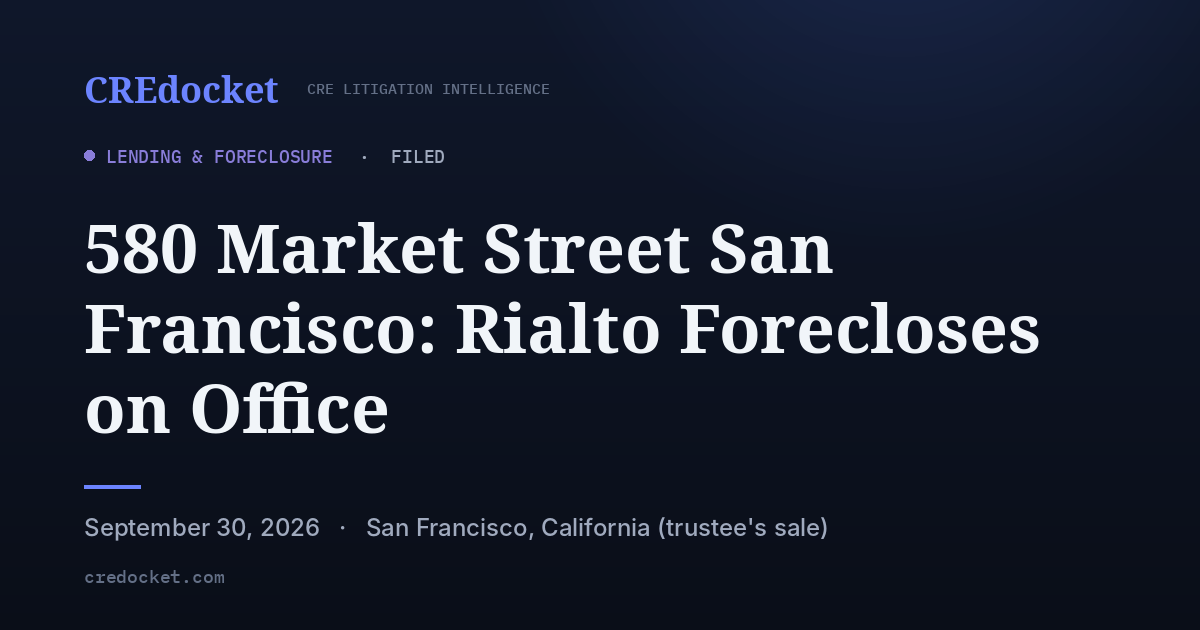 CREdocket CRE LITIGATION INTELLIGENCE
LENDING & FORECLOSURE · FILED
580 Market Street San
Francisco: Rialto Forecloses
on Office
September 30, 2026 · San Francisco, California (trustee's sale)
credocket.com